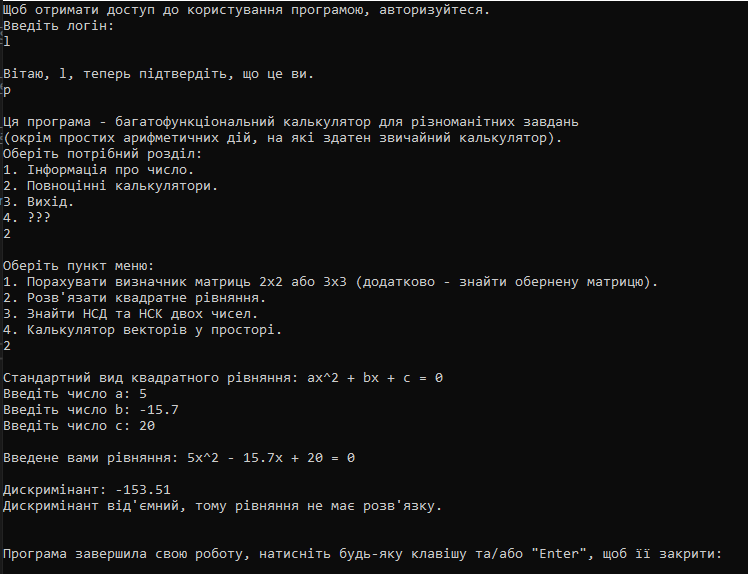 Щоб отримати доступ до користування програмою, авторизуйтеся.
Введіть логін:
l
Вітаю, l, теперь підтвердіть, що це ви.
p
Ця програма - багатофункціональний калькулятор для різноманітних завдань
(окрім простих арифметичних дій, на які здатен звичайний калькулятор).
Оберіть потрібний розділ:
1. Інформація про число.
2. Повноцінні калькулятори.
3. Вихід.
4. ???
2
Оберіть пункт меню:
1. Порахувати визначник матриць 2x2 або 3x3 (додатково - знайти обернену матрицю).
2. Розв'язати квадратне рівняння.
3. Знайти НСД та НСК двох чисел.
4. Калькулятор векторів у просторі.
2
Стандартний вид квадратного рівняння: ax^2 + bx + c = 0
Введіть число a: 5
Введіть число b: -15.7
Введіть число c: 20
Введене вами рівняння: 5x^2 - 15.7x + 20 = 0
Дискримінант: -153.51
Дискримінант від'ємний, тому рівняння не має розв'язку.
Програма завершила свою роботу, натисніть будь-яку клавішу та/або "Enter", щоб її закрити: